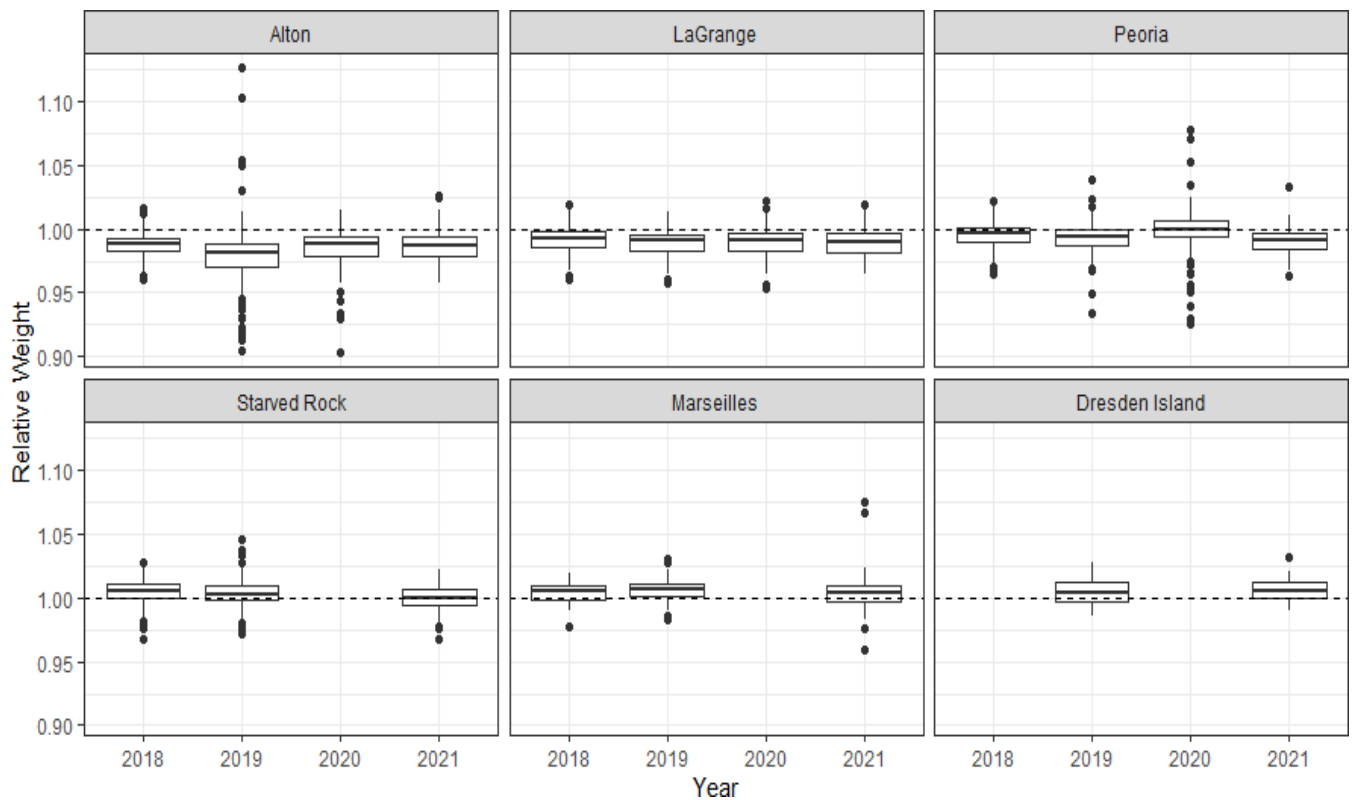 Alton LaGrange Peoria
1.10
1.05
1.00
0.95
0.90
Starved Rock Marseilles Dresden Island
1.10
1.05
1.00
0.95
0.90
Relative Weight
2018 2019 2020 2021 2018 2019 2020 2021 2018 2019 2020 2021
Year